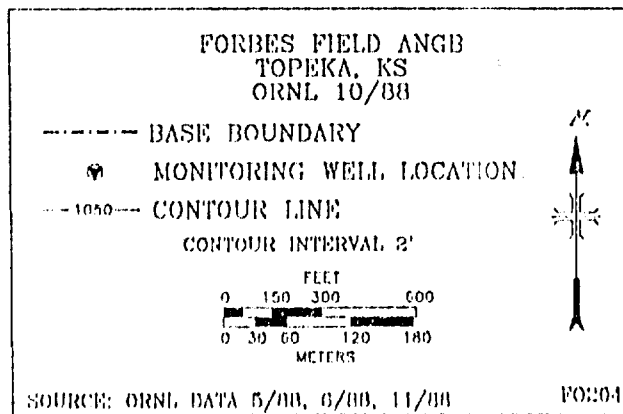 FORBES FIELD ANGB
TOPEKA, KS
ORNL 10/88
BASE BOUNDARY
MONITORING WELL LOCATION
1050 CONTOUR LINE
CONTOUR INTERVAL 2'
N
FEET
0 150 300 600
0 30 60 120 180
METERS
SOURCE: ORNL DATA 5/88, 6/88, 11/88 FO204